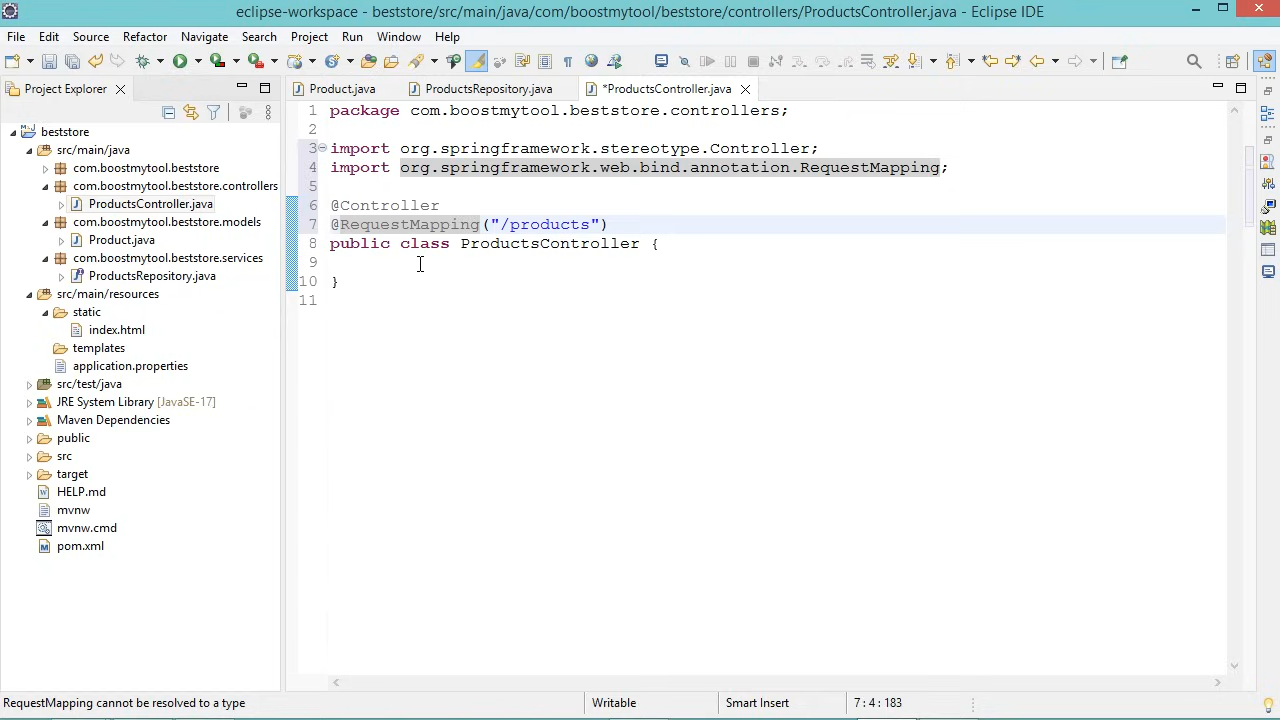 eclipse-workspace - beststore/src/main/java/com/boostmytool/beststore/controllers/ProductsController.java - Eclipse IDE
File Edit Source Refactor Navigate Search Project Run Window Help
Project Explorer
Product.java ProductsRepository.java *ProductsController.java
beststore
src/main/java
com.boostmytool.beststore
com.boostmytool.beststore.controllers
ProductsController.java
com.boostmytool.beststore.models
Product.java
com.boostmytool.beststore.services
ProductsRepository.java
src/main/resources
static
index.html
templates
application.properties
src/test/java
JRE System Library [JavaSE-17]
Maven Dependencies
public
src
target
HELP.md
mvnw
mvnw.cmd
pom.xml
1 package com.boostmytool.beststore.controllers;
2
3 import org.springframework.stereotype.Controller;
4 import org.springframework.web.bind.annotation.RequestMapping;
5
6 @Controller
7 @RequestMapping("/products")
8 public class ProductsController {
9
10 }
11
RequestMapping cannot be resolved to a type Writable Smart Insert 7 : 4 : 183